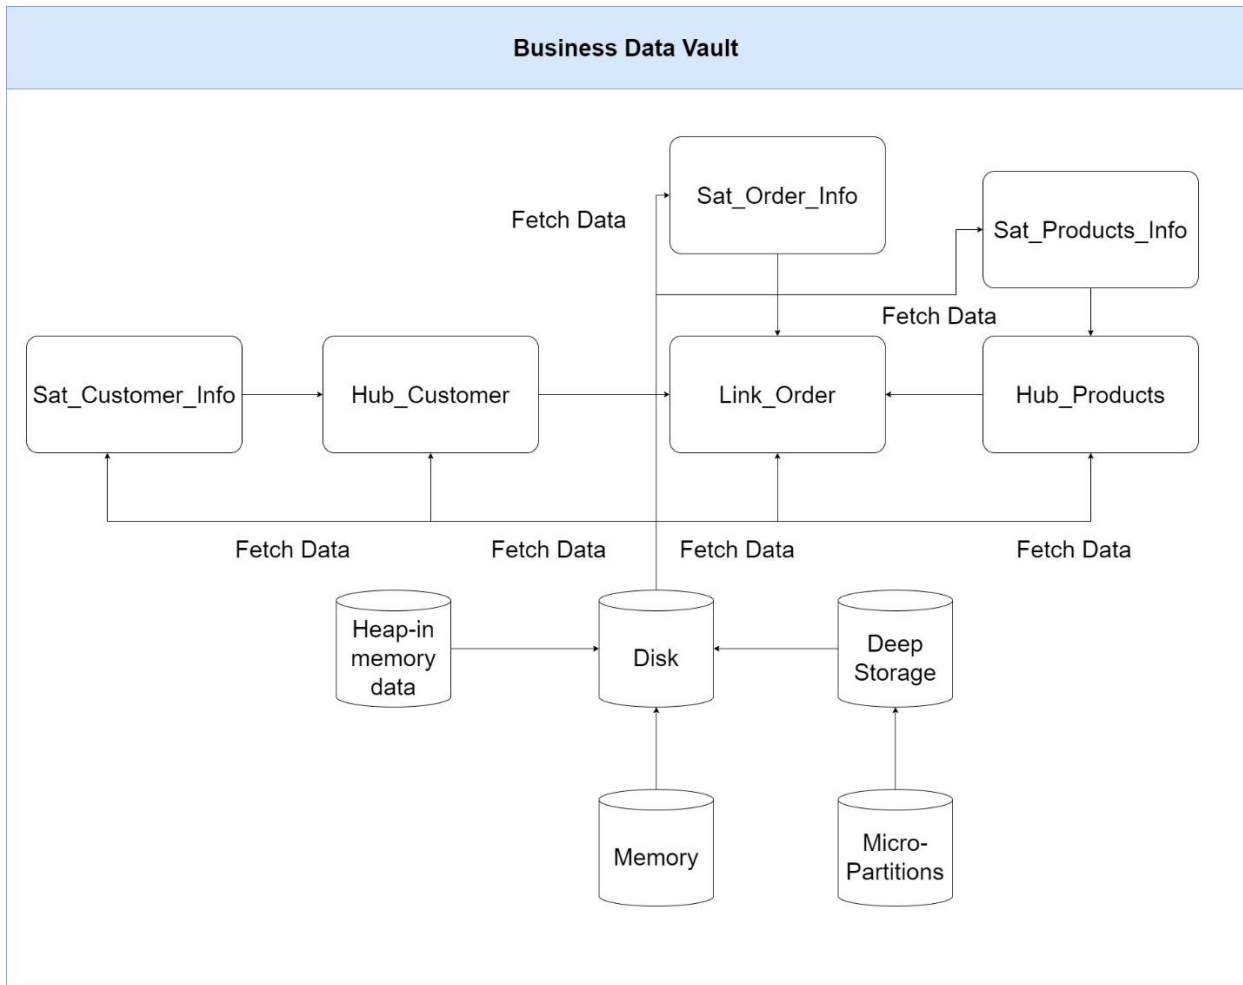 Business Data Vault
Sat_Order_Info
Fetch Data
Sat_Products_Info
Fetch Data
Sat_Customer_Info
Hub_Customer
Link_Order
Hub_Products
Fetch Data
Fetch Data
Fetch Data
Fetch Data
Heap-in
memory
data
Disk
Deep
Storage
Memory
Micro-
Partitions